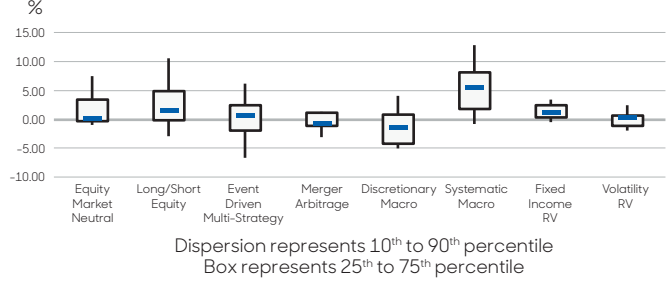 %
15.00
10.00
5.00
0.00
-5.00
-10.00
Equity
Market
Neutral
Long/Short
Equity
Event
Driven
Multi-Strategy
Merger
Arbitrage
Discretionary
Macro
Systematic
Macro
Fixed
Income
RV
Volatility
RV
Dispersion represents 10th to 90th percentile
Box represents 25th to 75th percentile